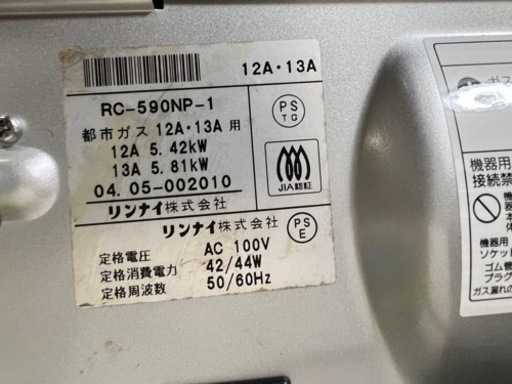 12A・13A
RC-590NP-1
都市ガス 12A・13A 用
12A 5.42kW
13A 5.81kW
04. 05-002010
リンナイ株式会社
PS
TG
JIA認証
リンナイ株式会社
PS
E
定格電圧 AC 100V
定格消費電力 42/44W
定格周波数 50/60Hz
ガス
機器用
接続禁
機器用
ソケット
ゴム管
プラグ
ガス漏れの